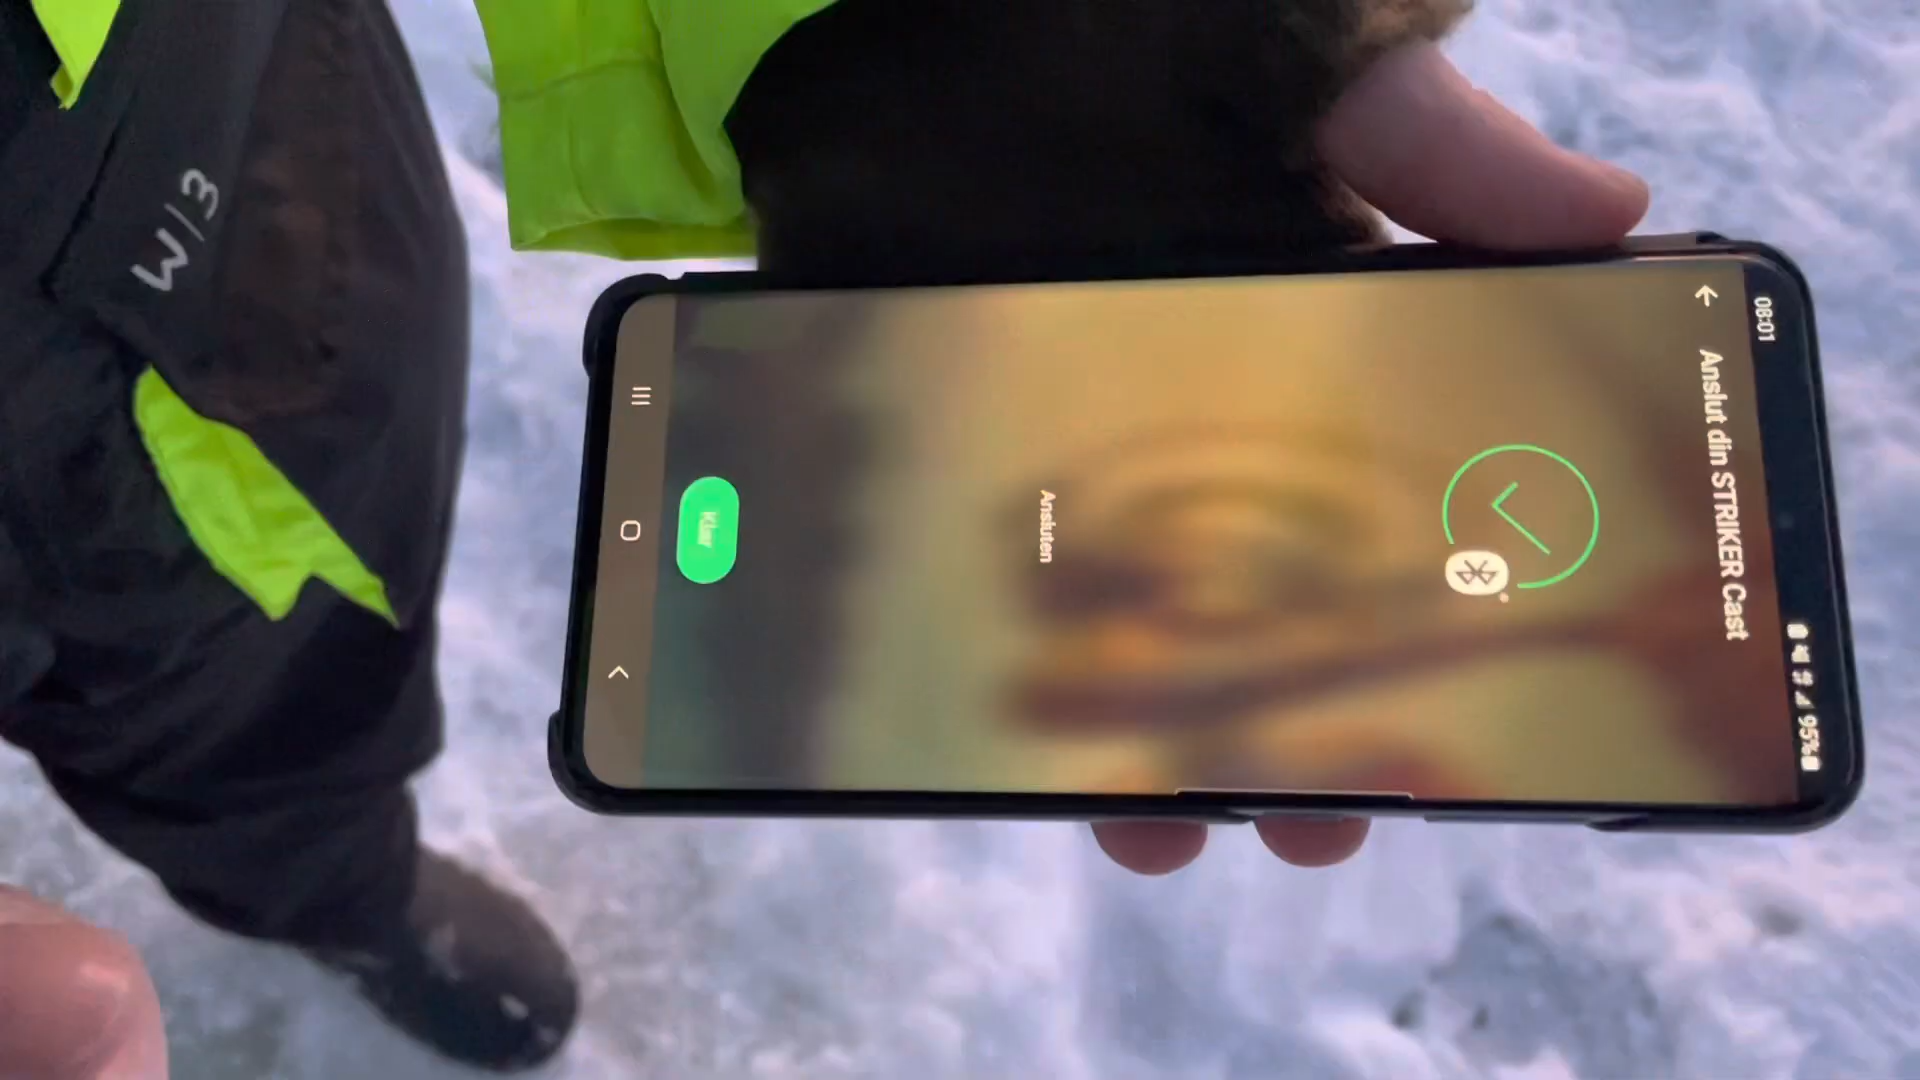 08:01
95%
Anslut din STRIKER Cast
Ansluten
Klar
W/3